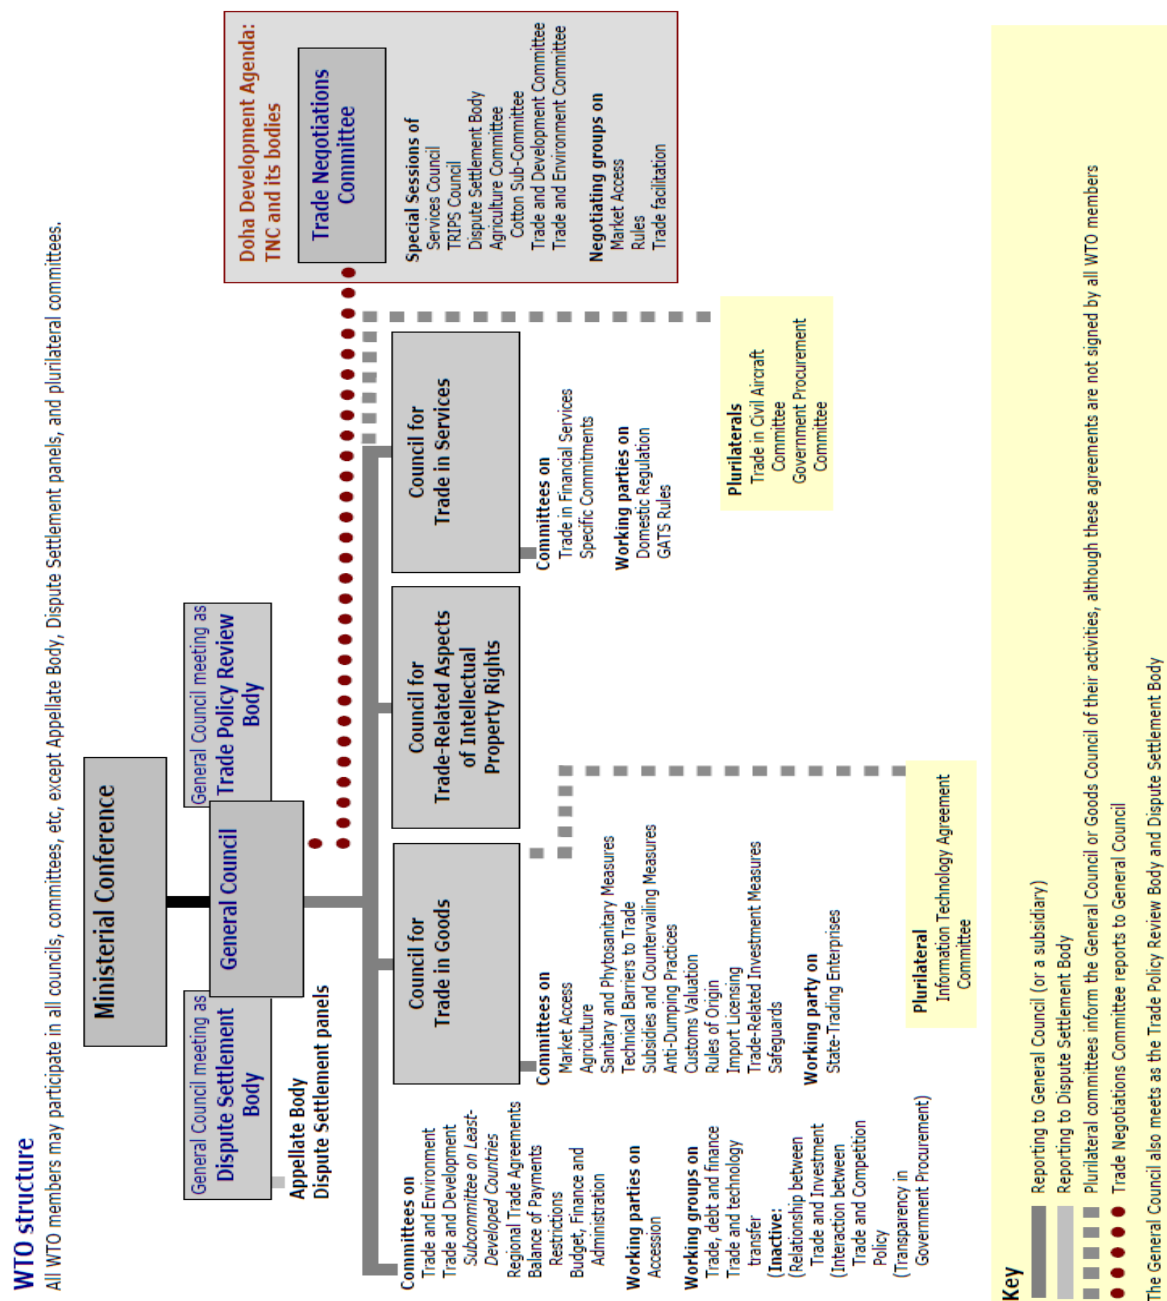 WTO structure
All WTO members may participate in all councils, committees, etc, except Appellate Body, Dispute Settlement panels, and plurilateral committees.
Ministerial Conference
General Council meeting as
Dispute Settlement
Body
General Council
General Council meeting as
Trade Policy Review
Body
Appellate Body
Dispute Settlement panels
Doha Development Agenda:
TNC and its bodies
Trade Negotiations
Committee
Special Sessions of
Services Council
TRIPS Council
Dispute Settlement Body
Agriculture Committee
Cotton Sub-Committee
Trade and Development Committee
Trade and Environment Committee
Negotiating groups on
Market Access
Rules
Trade facilitation
Committees on
Trade and Environment
Trade and Development
Subcommittee on Least-
Developed Countries
Regional Trade Agreements
Balance of Payments
Restrictions
Budget, Finance and
Administration
Working parties on
Accession
Working groups on
Trade, debt and finance
Trade and technology
transfer
(Inactive:
(Relationship between
Trade and Investment
(Interaction between
Trade and Competition
Policy
(Transparency in
Government Procurement)
Council for
Trade in Goods
Committees on
Market Access
Agriculture
Sanitary and Phytosanitary Measures
Technical Barriers to Trade
Subsidies and Countervailing Measures
Anti-Dumping Practices
Customs Valuation
Rules of Origin
Import Licensing
Trade-Related Investment Measures
Safeguards
Working party on
State-Trading Enterprises
Plurilateral
Information Technology Agreement
Committee
Council for
Trade-Related Aspects
of Intellectual
Property Rights
Council for
Trade in Services
Committees on
Trade in Financial Services
Specific Commitments
Working parties on
Domestic Regulation
GATS Rules
Plurilaterals
Trade in Civil Aircraft
Committee
Government Procurement
Committee
Key
Reporting to General Council (or a subsidiary)
Reporting to Dispute Settlement Body
Plurilateral committees inform the General Council or Goods Council of their activities, although these agreements are not signed by all WTO members
Trade Negotiations Committee reports to General Council
The General Council also meets as the Trade Policy Review Body and Dispute Settlement Body